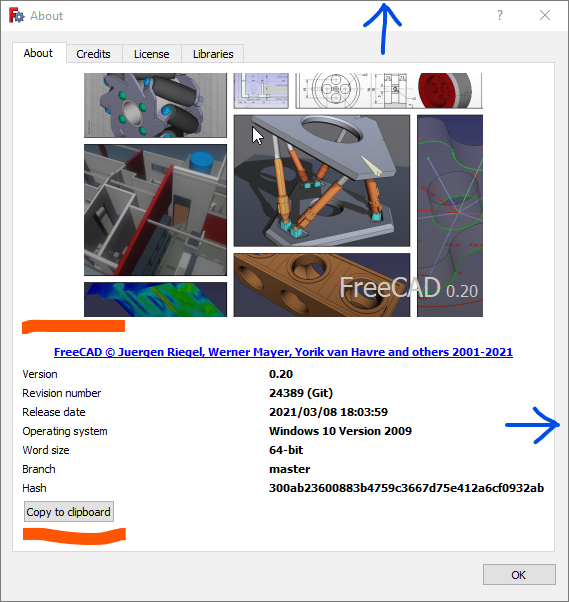 About
About Credits License Libraries
FreeCAD 0.20
FreeCAD © Juergen Riegel, Werner Mayer, Yorik van Havre and others 2001-2021
Version 0.20
Revision number 24389 (Git)
Release date 2021/03/08 18:03:59
Operating system Windows 10 Version 2009
Word size 64-bit
Branch master
Hash 300ab23600883b4759c3667d75e412a6cf0932ab
Copy to clipboard
OK